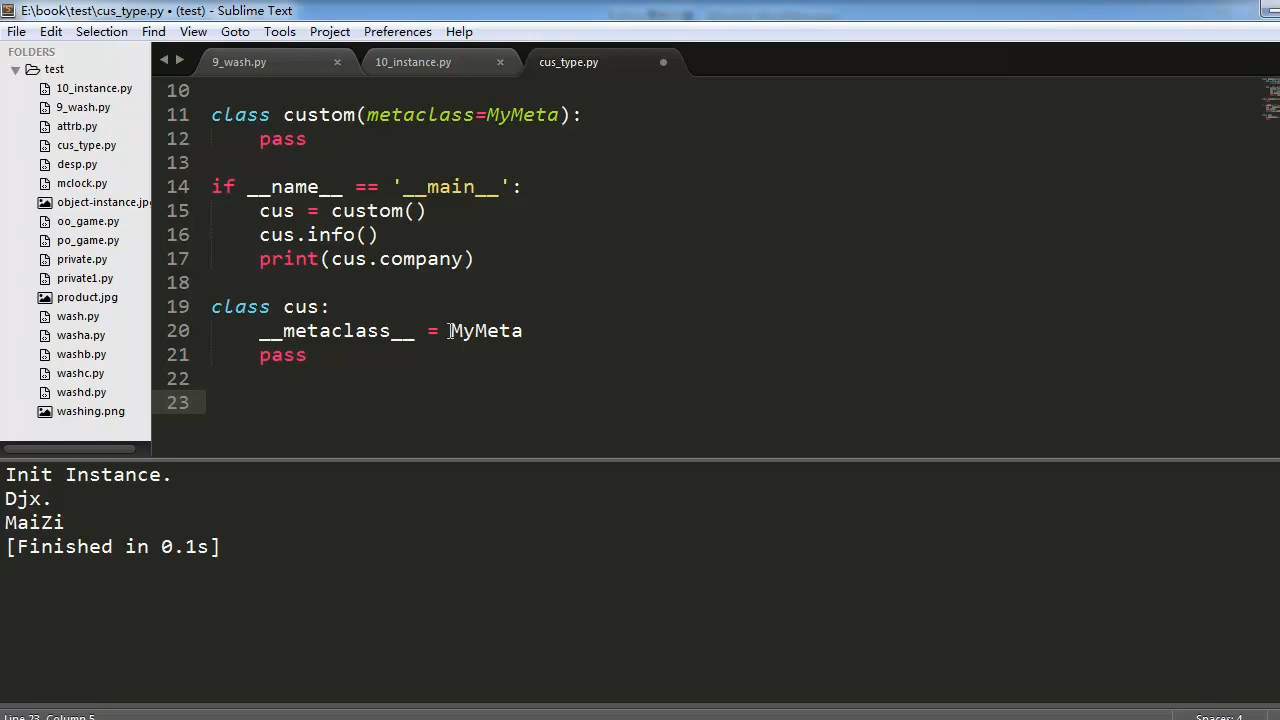 E:\book\test\cus_type.py • (test) - Sublime Text
File Edit Selection Find View Goto Tools Project Preferences Help
FOLDERS
test
10_instance.py
9_wash.py
attrb.py
cus_type.py
desp.py
mclock.py
object-instance.jp
oo_game.py
po_game.py
private.py
private1.py
product.jpg
wash.py
washa.py
washb.py
washc.py
washd.py
washing.png
9_wash.py × 10_instance.py × cus_type.py
10
11 class custom(metaclass=MyMeta):
12     pass
13
14 if __name__ == '__main__':
15     cus = custom()
16     cus.info()
17     print(cus.company)
18
19 class cus:
20     __metaclass__ = MyMeta
21     pass
22
23
Init Instance.
Djx.
MaiZi
[Finished in 0.1s]
Line 23, Column 5 Spaces: 4